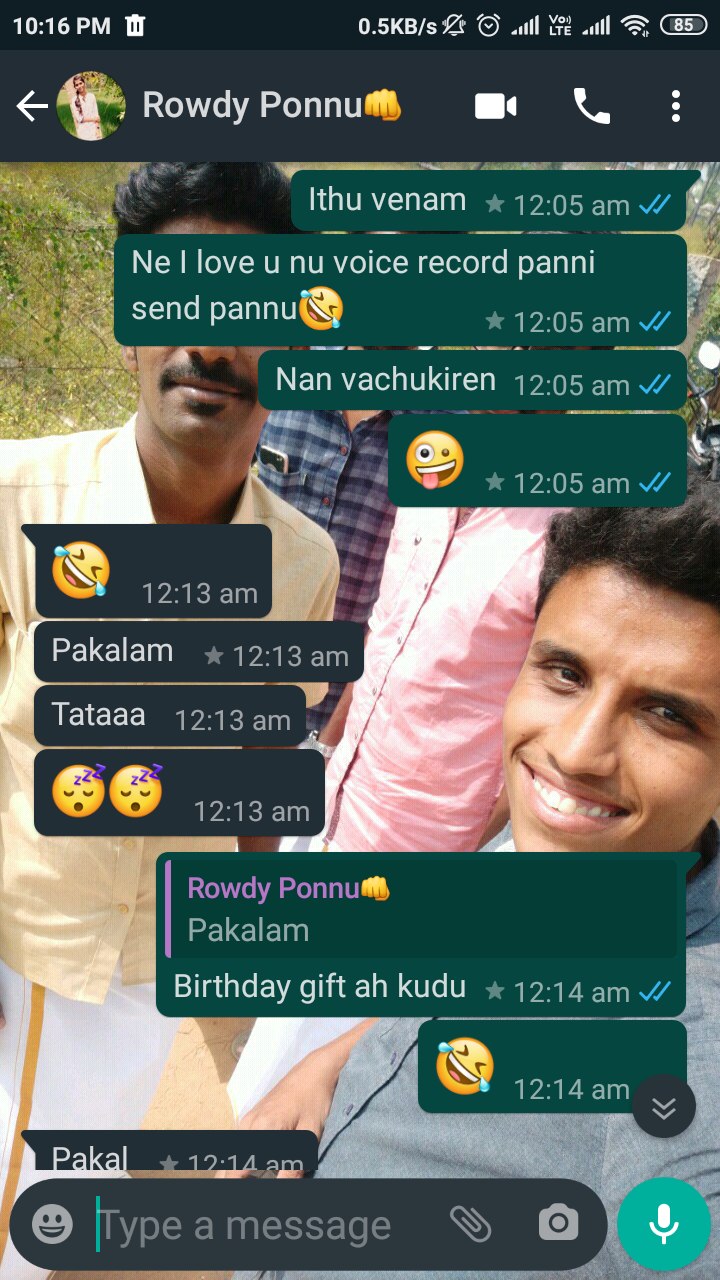 10:16 PM 0.5KB/s Vo) LTE 85
Rowdy Ponnu👊
Ithu venam 12:05 am
Ne I love u nu voice record panni
send pannu🤣 12:05 am
Nan vachukiren 12:05 am
🤪 12:05 am
🤣 12:13 am
Pakalam 12:13 am
Tataaa 12:13 am
😴😴 12:13 am
Rowdy Ponnu👊
Pakalam
Birthday gift ah kudu 12:14 am
🤣 12:14 am
Pakal 12:14 am
Type a message